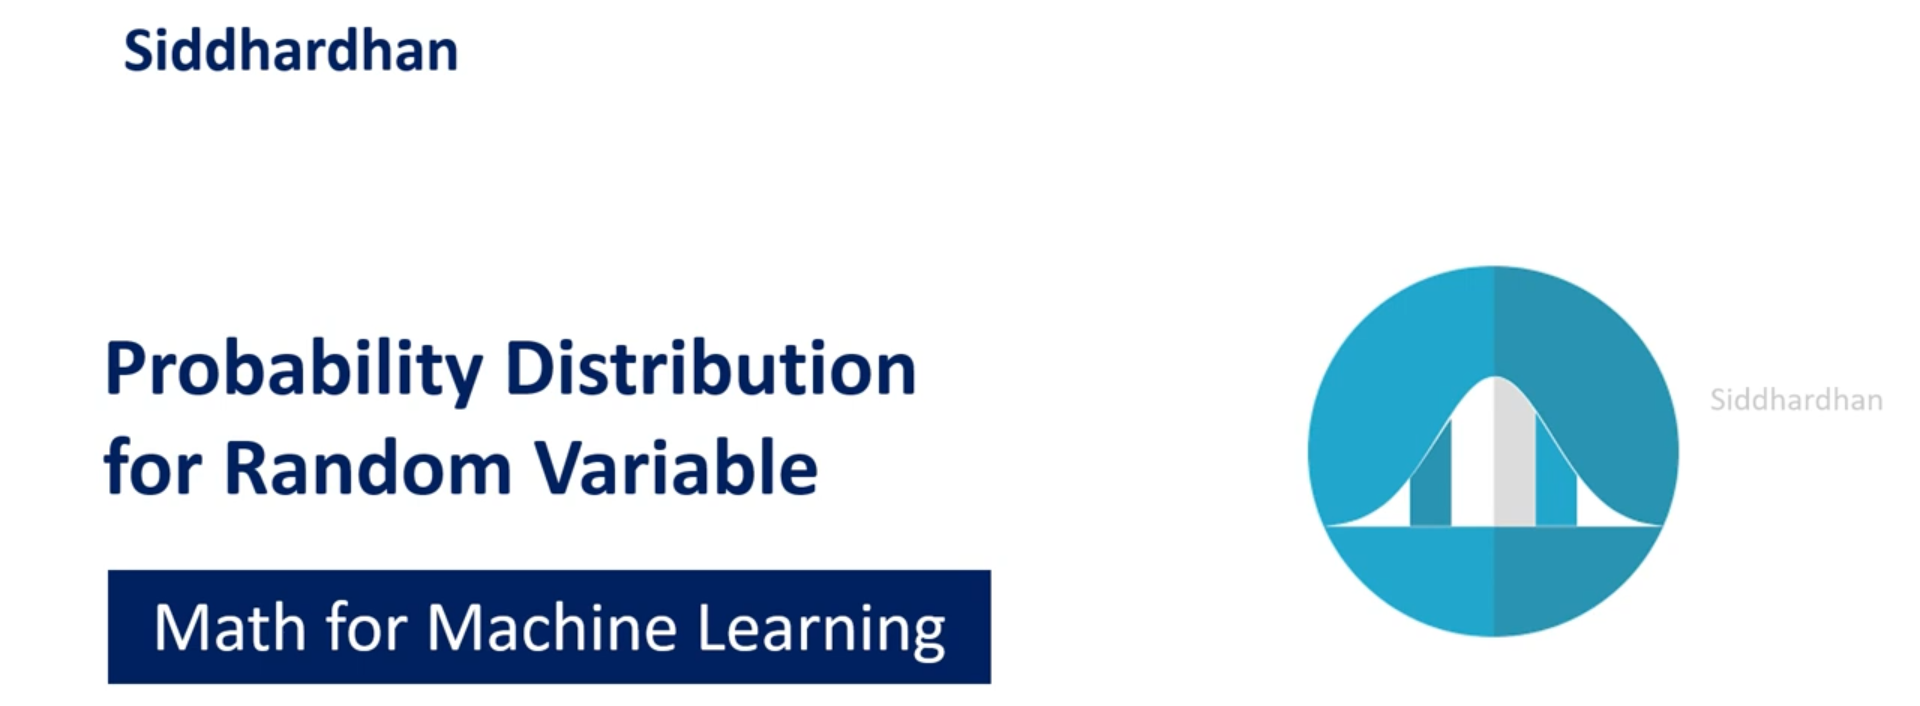 Siddhardhan
Probability Distribution
for Random Variable
Math for Machine Learning
Siddhardhan